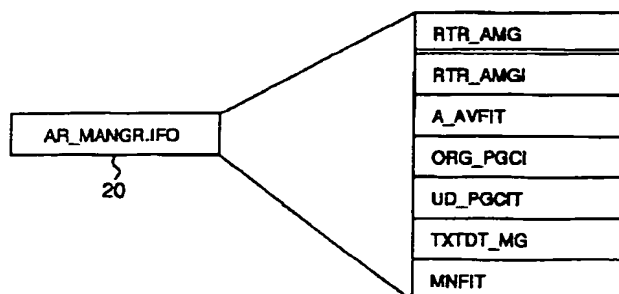 RTR_AMG
RTR_AMGI
AR_MANGR.IFO
A_AVFIT
ORG_PGCI
20
UD_PGCIT
TXTDT_MG
MNFIT